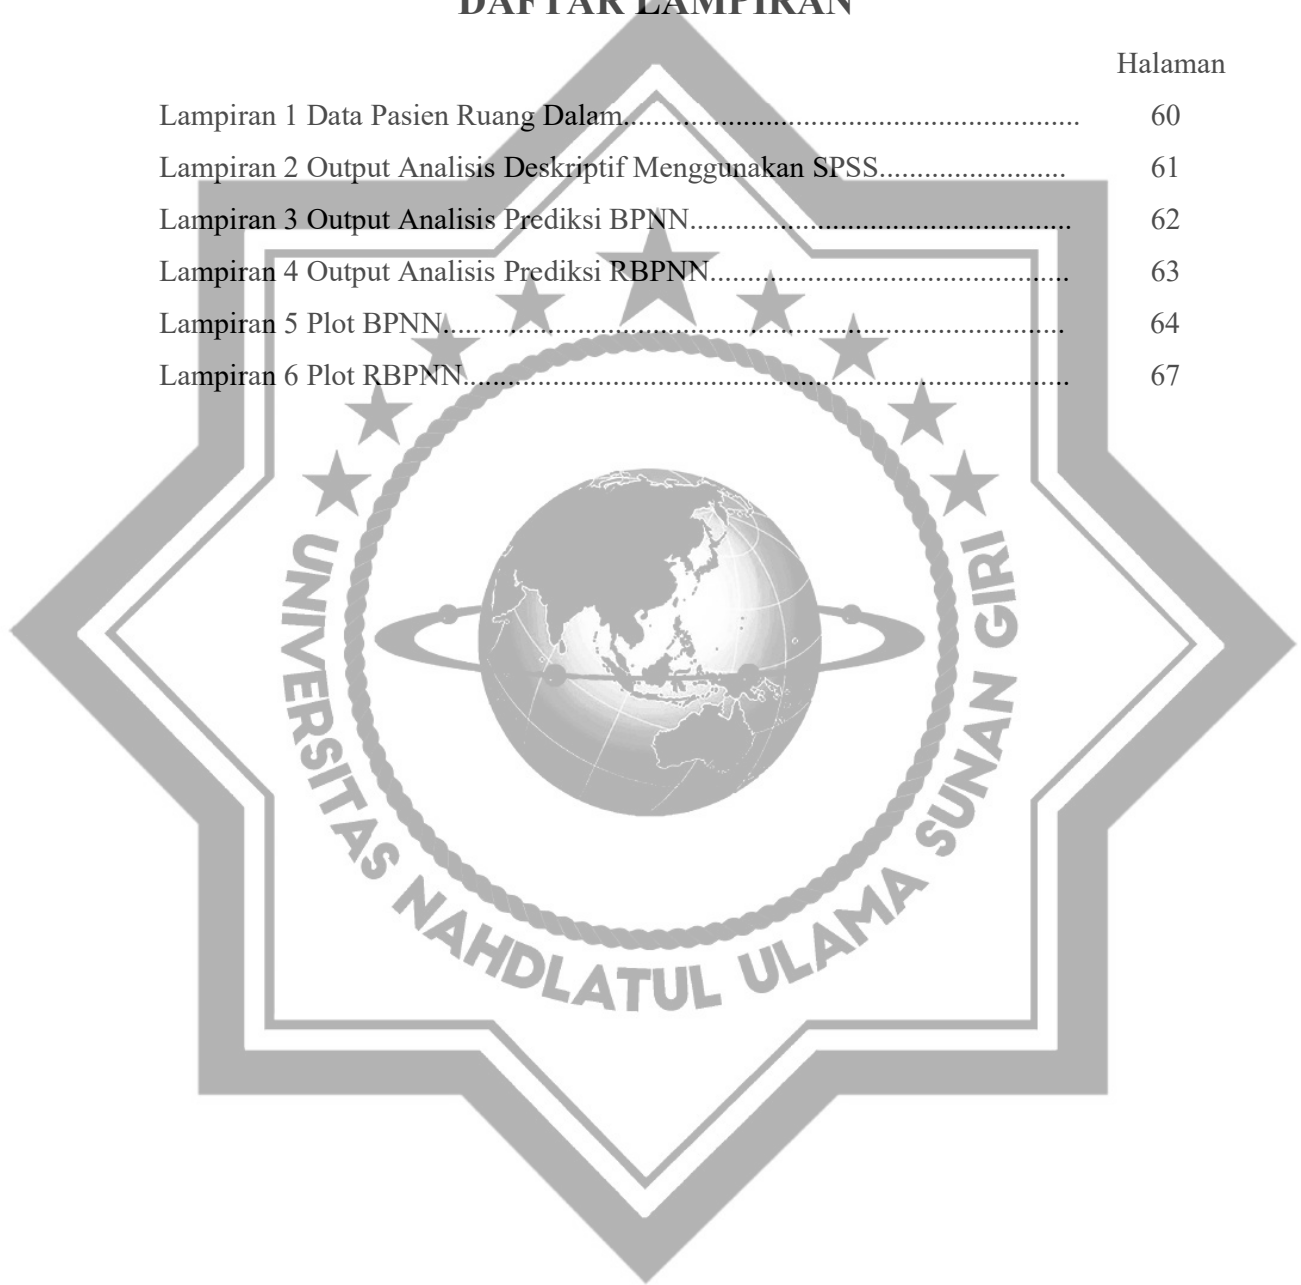 DAFTAR LAMPIRAN
Halaman
Lampiran 1 Data Pasien Ruang Dalam............................................................. 60
Lampiran 2 Output Analisis Deskriptif Menggunakan SPSS......................... 61
Lampiran 3 Output Analisis Prediksi BPNN................................................... 62
Lampiran 4 Output Analisis Prediksi RBPNN................................................ 63
Lampiran 5 Plot BPNN................................................................................... 64
Lampiran 6 Plot RBPNN................................................................................. 67
UNIVERSITAS NAHDLATUL ULAMA SUNAN GIRI